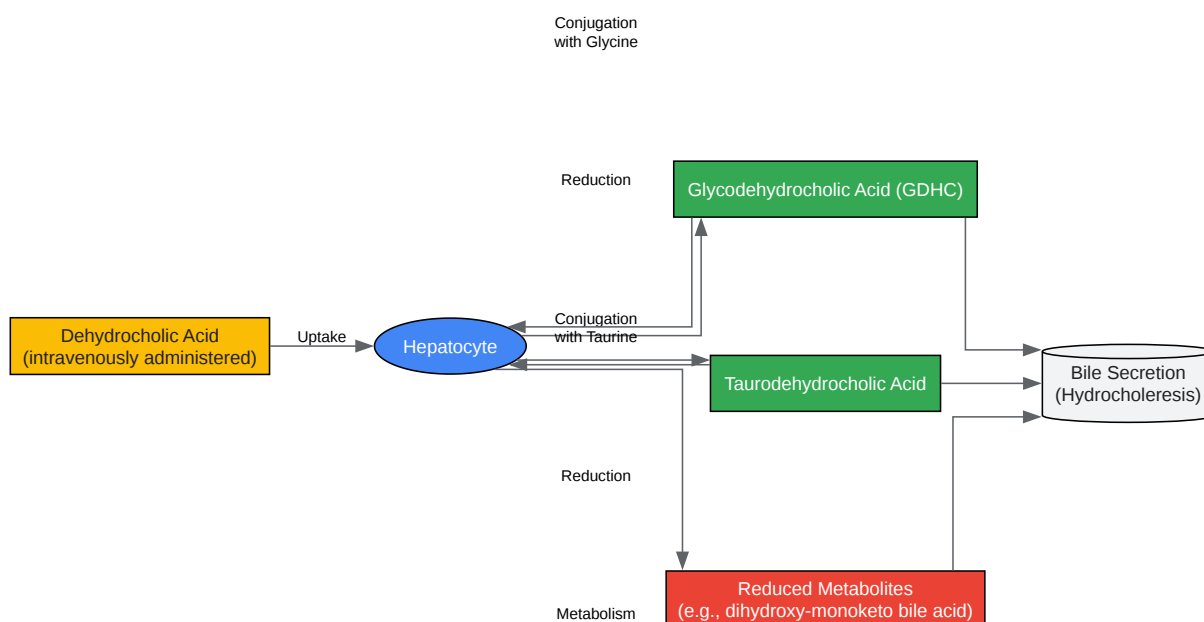 Conjugation
with Glycine
Reduction
Glycodehydrocholic Acid (GDHC)
Dehydrocholic Acid
(intravenously administered)
Uptake
Hepatocyte
Conjugation
with Taurine
Taurodehydrocholic Acid
Bile Secretion
(Hydrocholeresis)
Reduction
Reduced Metabolites
(e.g., dihydroxy-monoketo bile acid)
Metabolism